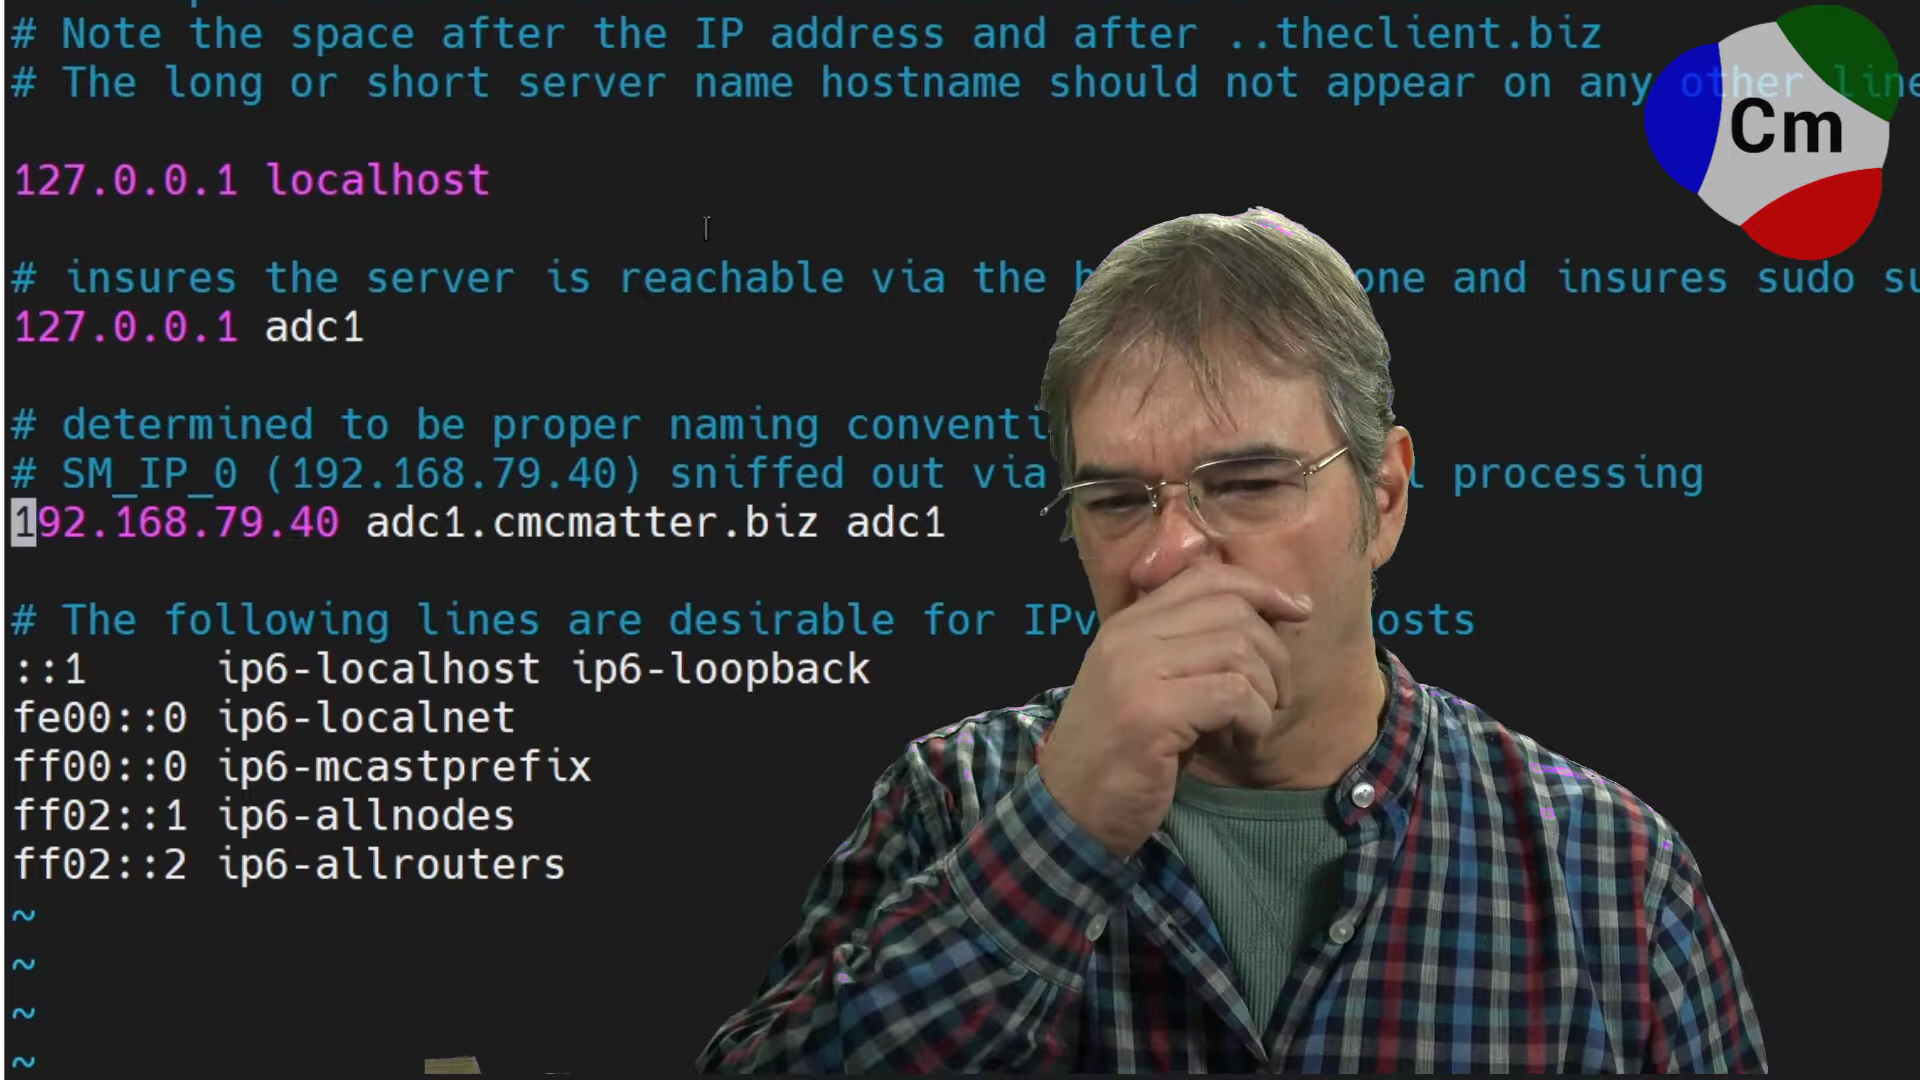 # Note the space after the IP address and after ..theclient.biz
# The long or short server name hostname should not appear on any other line
Cm
127.0.0.1 localhost
# insures the server is reachable via the one and insures sudo
127.0.0.1 adc1
# determined to be proper naming
# SM_IP_0 (192.168.79.40) sniffed out via processing
192.168.79.40 adc1.cmcmatter.biz adc1
# The following lines are desirable for
::1 ip6-localhost ip6-loopback
fe00::0 ip6-localnet
ff00::0 ip6-mcastprefix
ff02::1 ip6-allnodes
ff02::2 ip6-allrouters
~
~
~
~